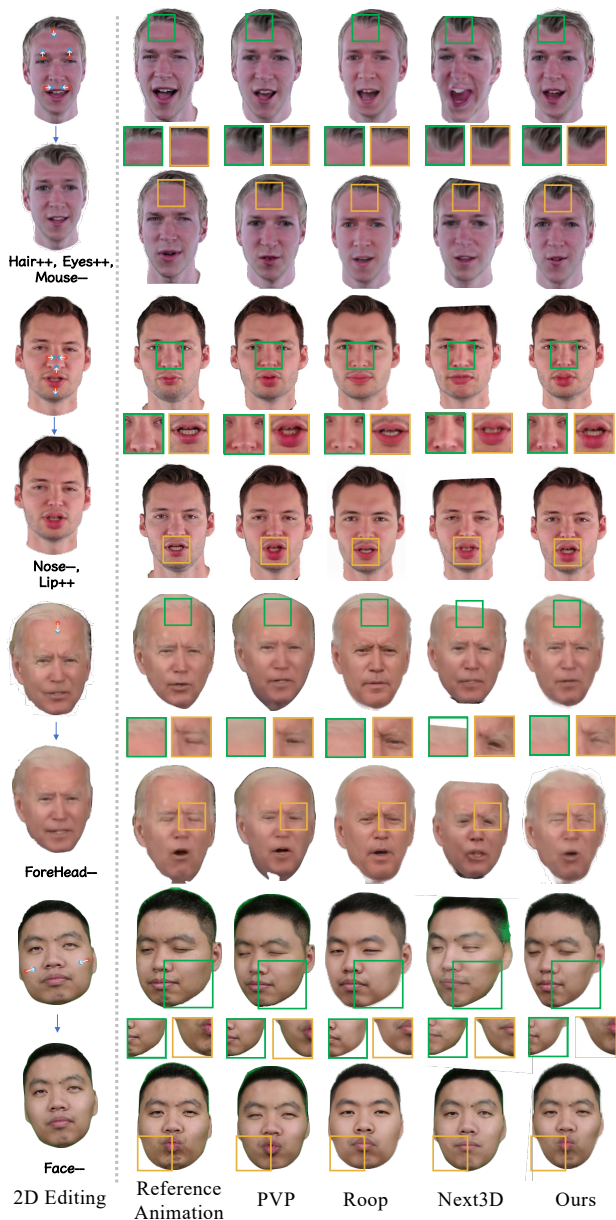 Hair++, Eyes++,
Mouse—
Nose—,
Lip++
ForeHead—
Face—
2D Editing
Reference
Animation
PVP
Roop
Next3D
Ours